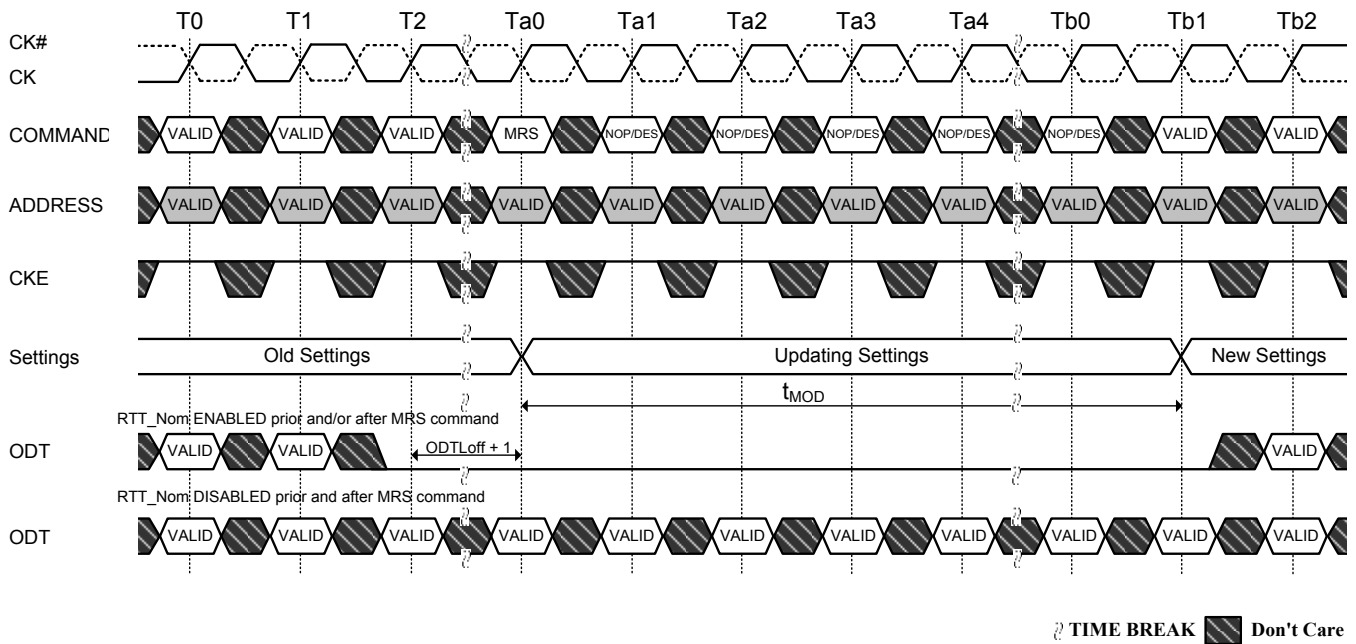 T0 T1 T2 Ta0 Ta1 Ta2 Ta3 Ta4 Tb0 Tb1 Tb2
CK#
CK
COMMAND VALID VALID VALID MRS NOP/DES NOP/DES NOP/DES NOP/DES NOP/DES VALID VALID
ADDRESS VALID VALID VALID VALID VALID VALID VALID VALID VALID VALID VALID
CKE
Settings Old Settings Updating Settings New Settings
tMOD
RTT_Nom ENABLED prior and/or after MRS command
ODT VALID VALID ODTLoff + 1 VALID
RTT_Nom DISABLED prior and after MRS command
ODT VALID VALID VALID VALID VALID VALID VALID VALID VALID VALID VALID
TIME BREAK Don't Care